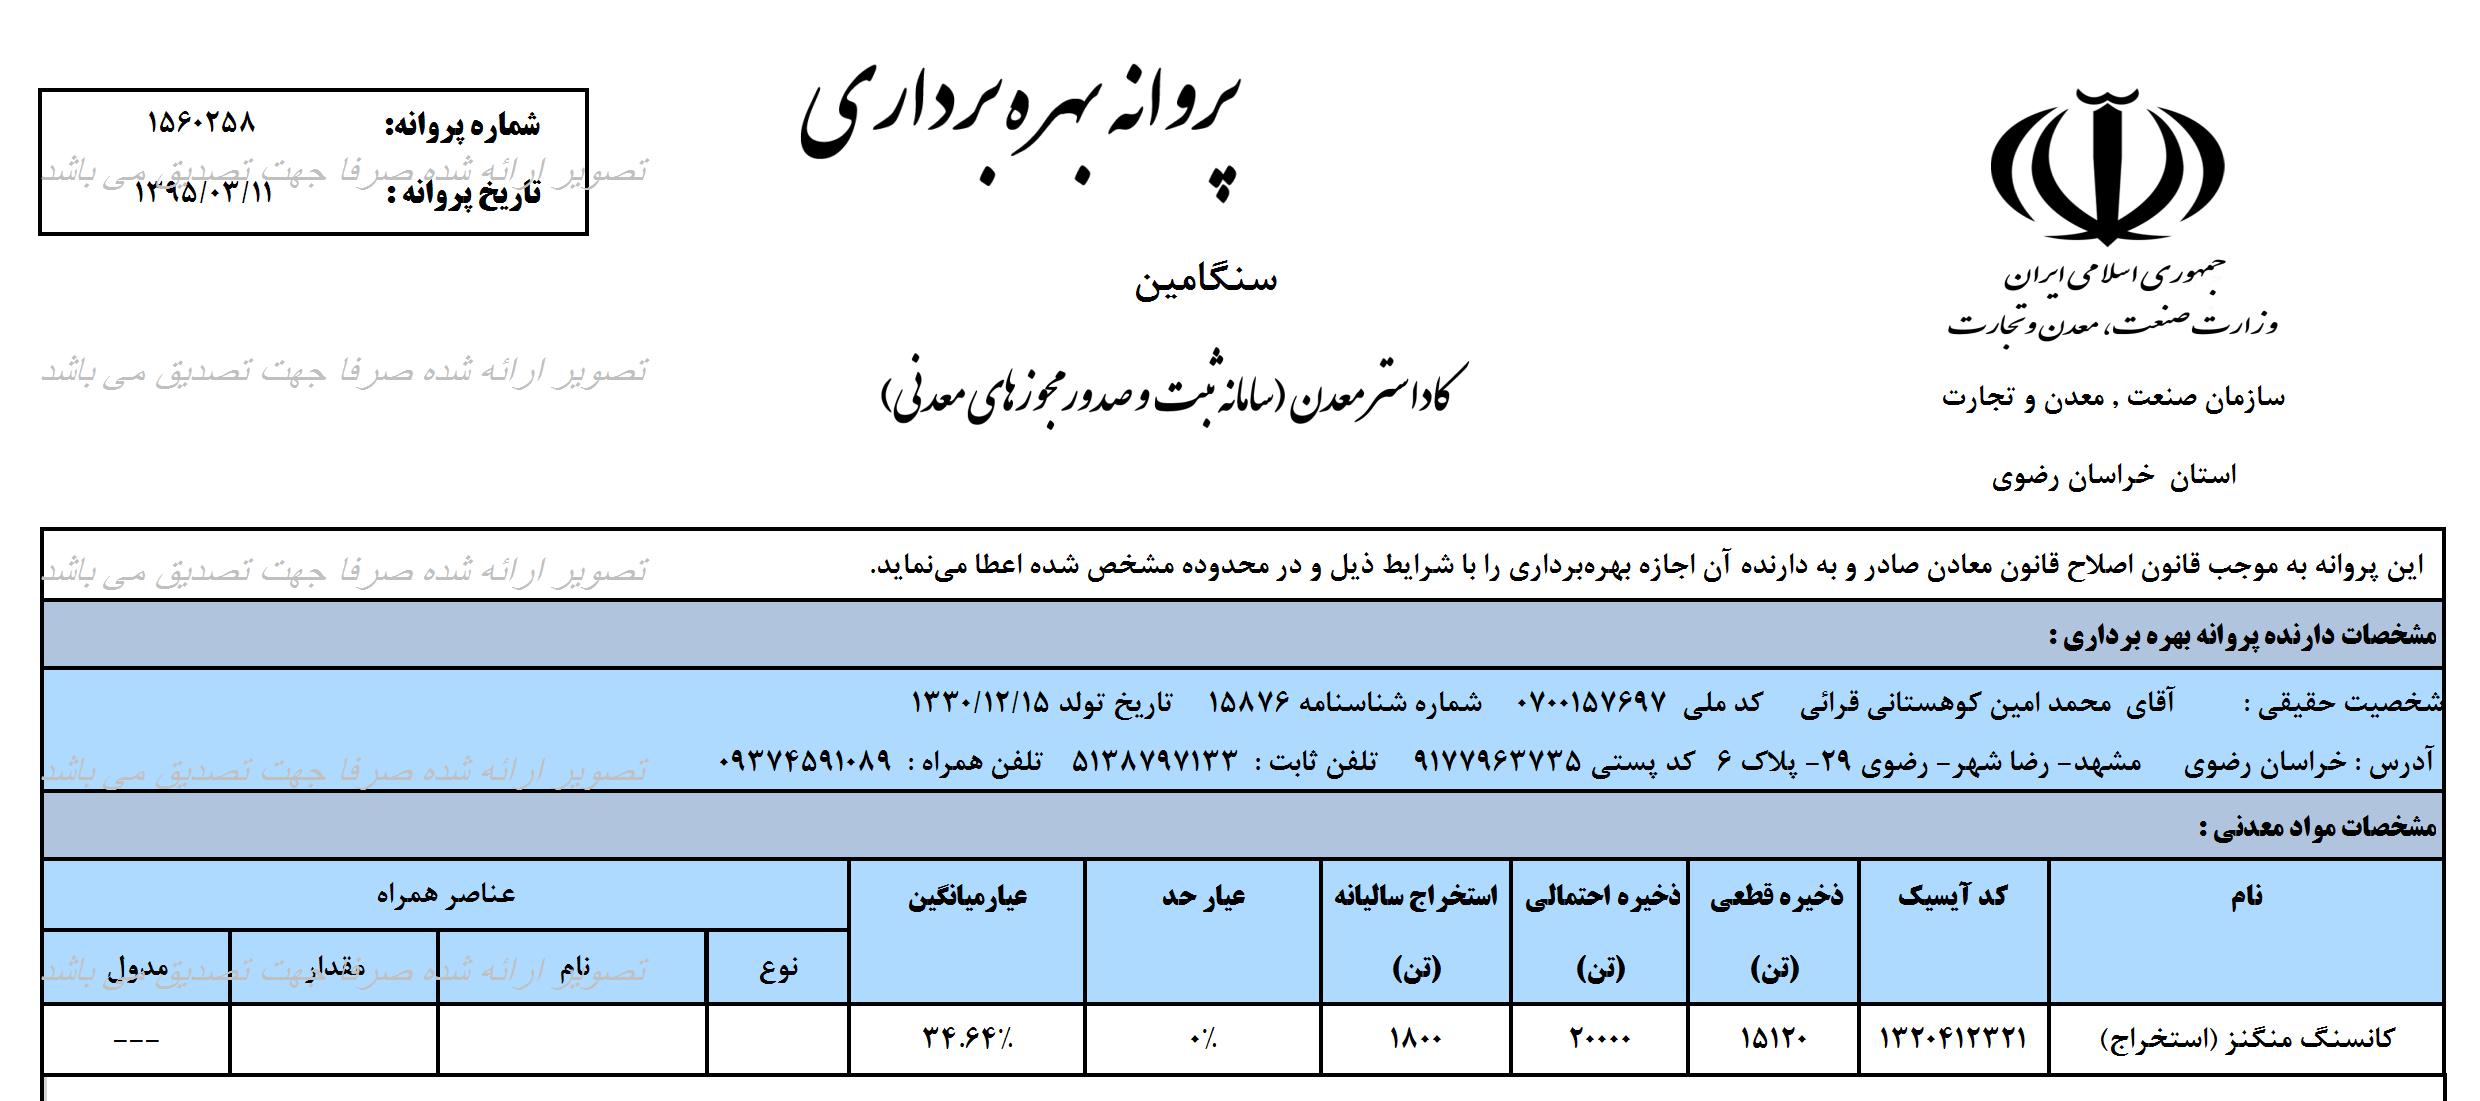 پروانه بهره‌برداری
شماره پروانه: ۱۵۶۰۲۵۸
تصویر ارائه شده صرفا جهت تصدیق می باشد
تاریخ پروانه : ۱۳۹۵/۰۳/۱۱
سنگامین
جمهوری اسلامی ایران
وزارت صنعت، معدن و تجارت
کاداستر معدن (سامانه ثبت و صدور مجوزهای معدنی)
تصویر ارائه شده صرفا جهت تصدیق می باشد
سازمان صنعت , معدن و تجارت
استان خراسان رضوی
این پروانه به موجب قانون اصلاح قانون معادن صادر و به دارنده آن اجازه بهره‌برداری را با شرایط ذیل و در محدوده مشخص شده اعطا می‌نماید.
تصویر ارائه شده صرفا جهت تصدیق می باشد
مشخصات دارنده پروانه بهره برداری :
شخصیت حقیقی : آقای محمد امین کوهستانی قرائی کد ملی ۰۷۰۰۱۵۷۶۹۷ شماره شناسنامه ۱۵۸۷۶ تاریخ تولد ۱۳۳۰/۱۲/۱۵
آدرس : خراسان رضوی مشهد- رضا شهر- رضوی ۲۹- پلاک ۶ کد پستی ۹۱۷۷۹۶۳۷۳۵ تلفن ثابت : ۵۱۳۸۷۹۷۱۳۳ تلفن همراه : ۰۹۳۷۴۵۹۱۰۸۹
تصویر ارائه شده صرفا جهت تصدیق می باشد
مشخصات مواد معدنی :
نام کد آیسیک ذخیره قطعی ذخیره احتمالی استخراج سالیانه عیار حد عیارمیانگین عناصر همراه
(تن) (تن) (تن) نوع نام مقدار مدول
تصویر ارائه شده صرفا جهت تصدیق می باشد
کانسنگ منگنز (استخراج) ۱۳۲۰۴۱۲۳۲۱ ۱۵۱۲۰ ۲۰۰۰۰ ۱۸۰۰ ۰٪ ۳۴.۶۴٪ ---